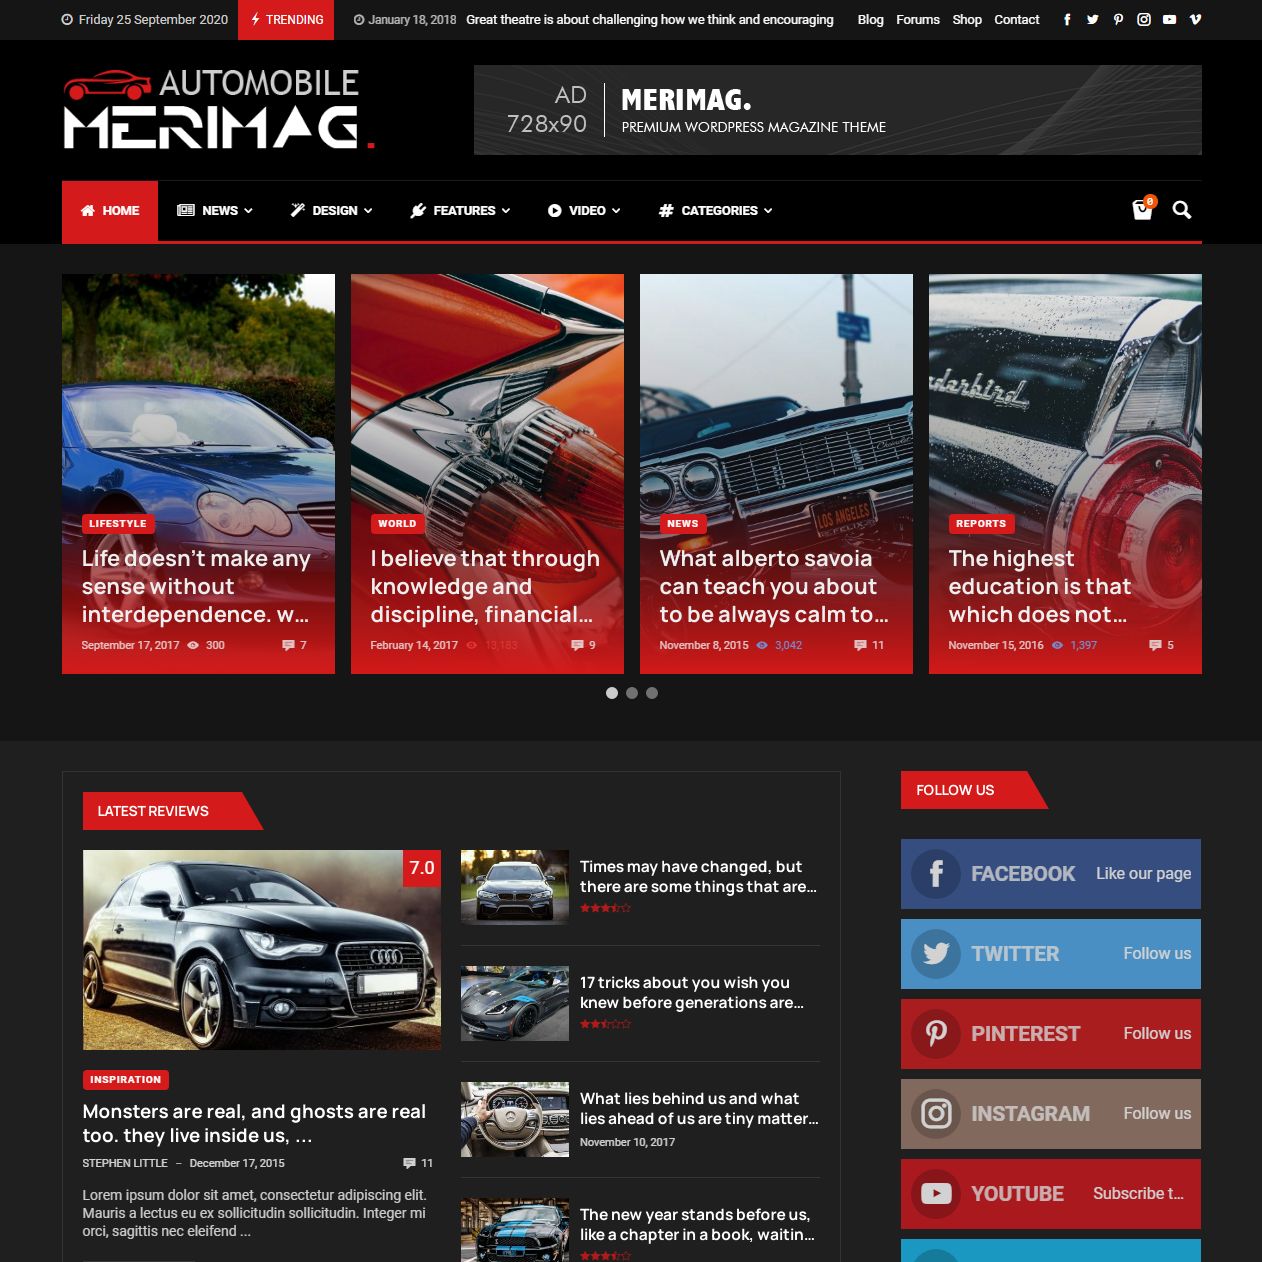 Friday 25 September 2020
TRENDING
January 18, 2018 Great theatre is about challenging how we think and encouraging
Blog Forums Shop Contact
AUTOMOBILE
MERIMAG.
AD
728x90
MERIMAG.
PREMIUM WORDPRESS MAGAZINE THEME
HOME NEWS DESIGN FEATURES VIDEO CATEGORIES
0
LIFESTYLE
Life doesn't make any
sense without
interdependence. w...
September 17, 2017 300 7
WORLD
I believe that through
knowledge and
discipline, financial...
February 14, 2017 13,183 9
LOS ANGELES
NEWS
What alberto savoia
can teach you about
to be always calm to...
November 8, 2015 3,042 11
REPORTS
The highest
education is that
which does not...
November 15, 2016 1,397 5
LATEST REVIEWS
7.0
INSPIRATION
Monsters are real, and ghosts are real
too. they live inside us, ...
STEPHEN LITTLE – December 17, 2015 11
Lorem ipsum dolor sit amet, consectetur adipiscing elit.
Mauris a lectus eu ex sollicitudin sollicitudin. Integer mi
orci, sagittis nec eleifend ...
Times may have changed, but
there are some things that are...
17 tricks about you wish you
knew before generations are...
What lies behind us and what
lies ahead of us are tiny matter...
November 10, 2017
The new year stands before us,
like a chapter in a book, waitin...
FOLLOW US
FACEBOOK Like our page
TWITTER Follow us
PINTEREST Follow us
INSTAGRAM Follow us
YOUTUBE Subscribe t...